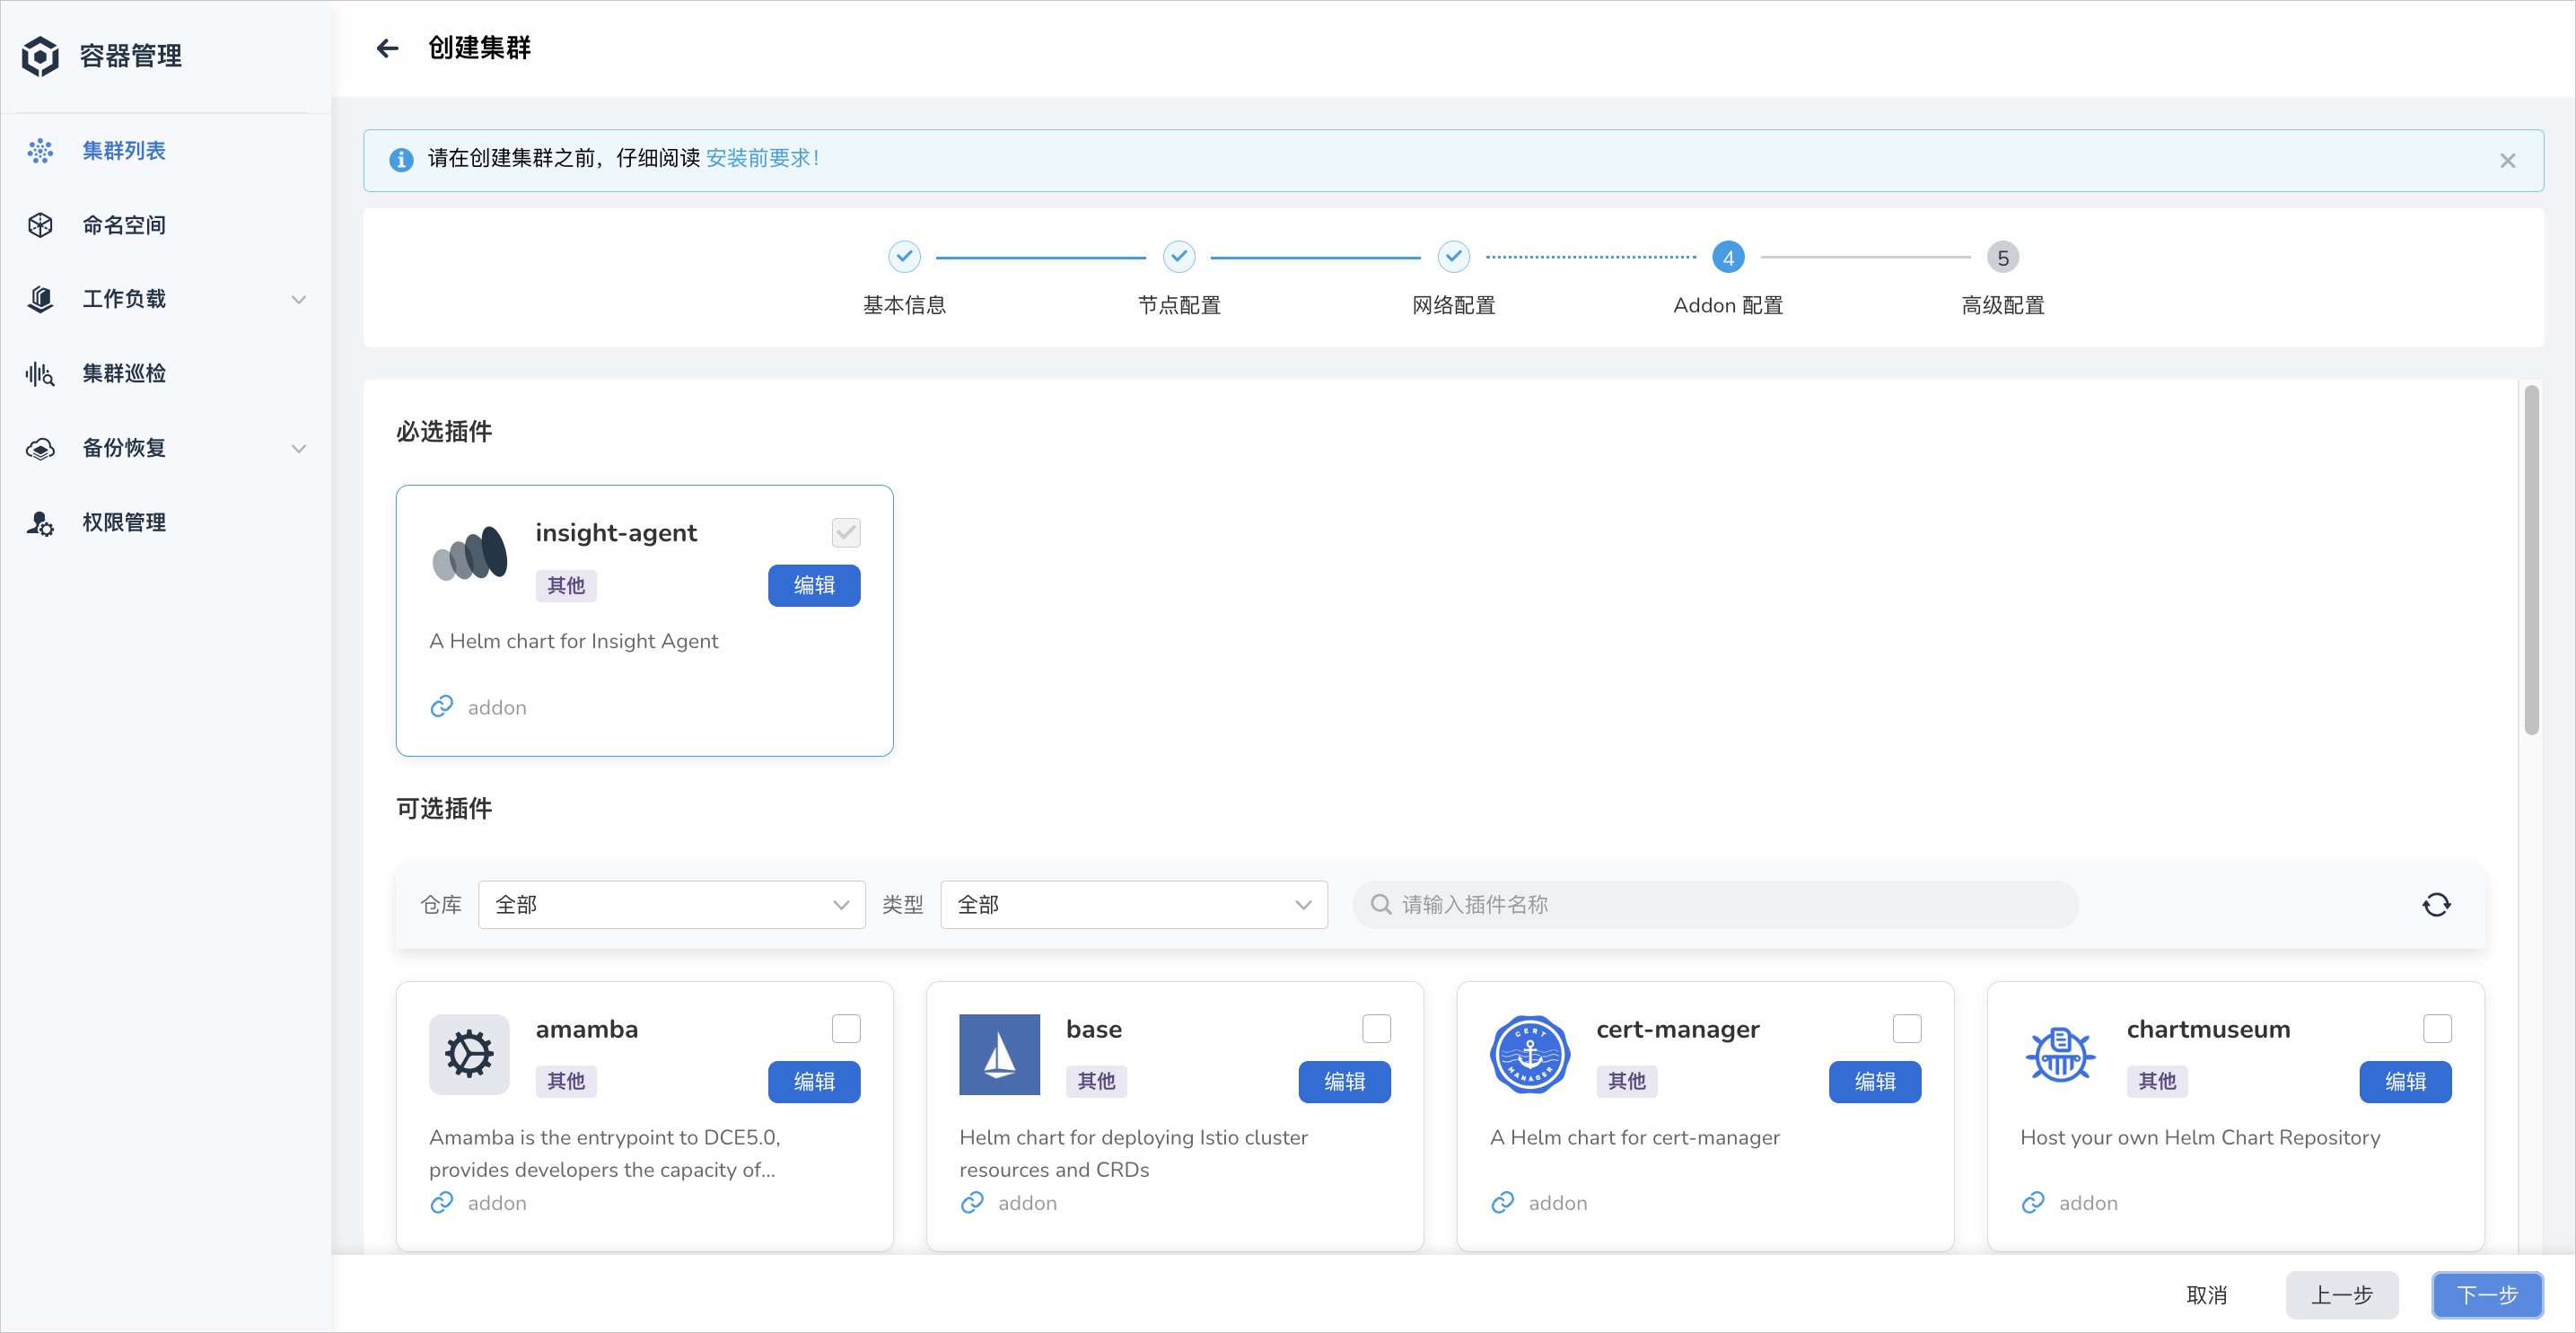 容器管理
集群列表
命名空间
工作负载
集群巡检
备份恢复
权限管理
创建集群
请在创建集群之前，仔细阅读 安装前要求！
4
5
基本信息
节点配置
网络配置
Addon 配置
高级配置
必选插件
insight-agent
其他
编辑
A Helm chart for Insight Agent
addon
可选插件
仓库 全部 类型 全部 请输入插件名称
amamba
其他
编辑
Amamba is the entrypoint to DCE5.0,
provides developers the capacity of...
addon
base
其他
编辑
Helm chart for deploying Istio cluster
resources and CRDs
addon
CERT
MANAGER
cert-manager
其他
编辑
A Helm chart for cert-manager
addon
chartmuseum
其他
编辑
Host your own Helm Chart Repository
addon
取消
上一步
下一步